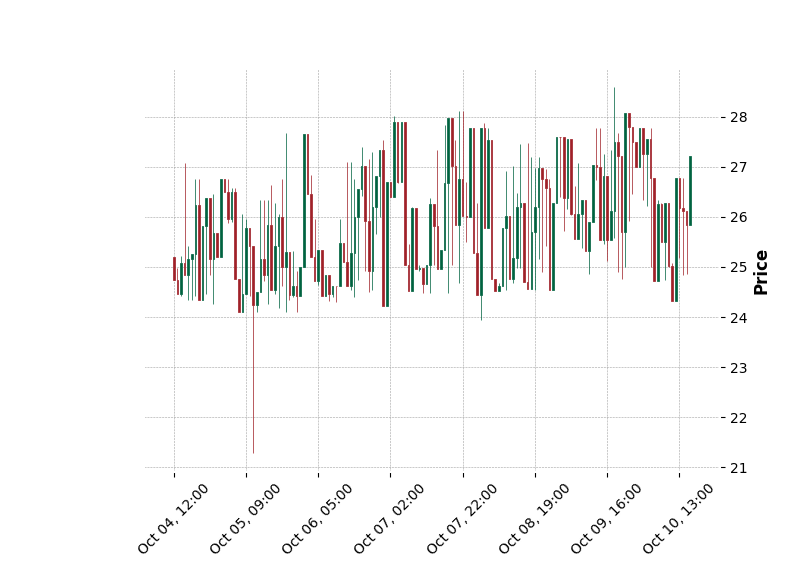 28
27
26
25
24
23
22
21
Price
Oct 04, 12:00
Oct 05, 09:00
Oct 06, 05:00
Oct 07, 02:00
Oct 07, 22:00
Oct 08, 19:00
Oct 09, 16:00
Oct 10, 13:00